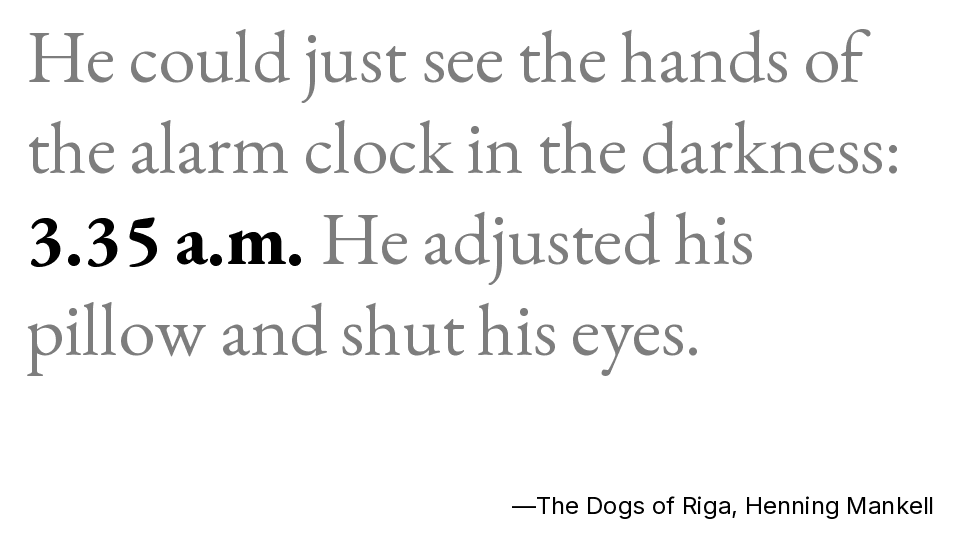 He could just see the hands of
the alarm clock in the darkness:
3.35 a.m. He adjusted his
pillow and shut his eyes.
—The Dogs of Riga, Henning Mankell